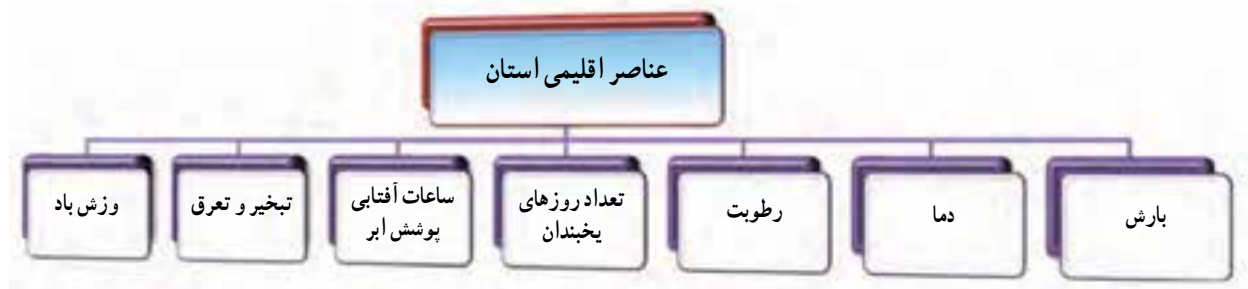 عناصر اقلیمی استان
بارش
دما
رطوبت
تعداد روزهای
یخبندان
ساعات آفتابی
پوشش ابر
تبخیر و تعرق
وزش باد